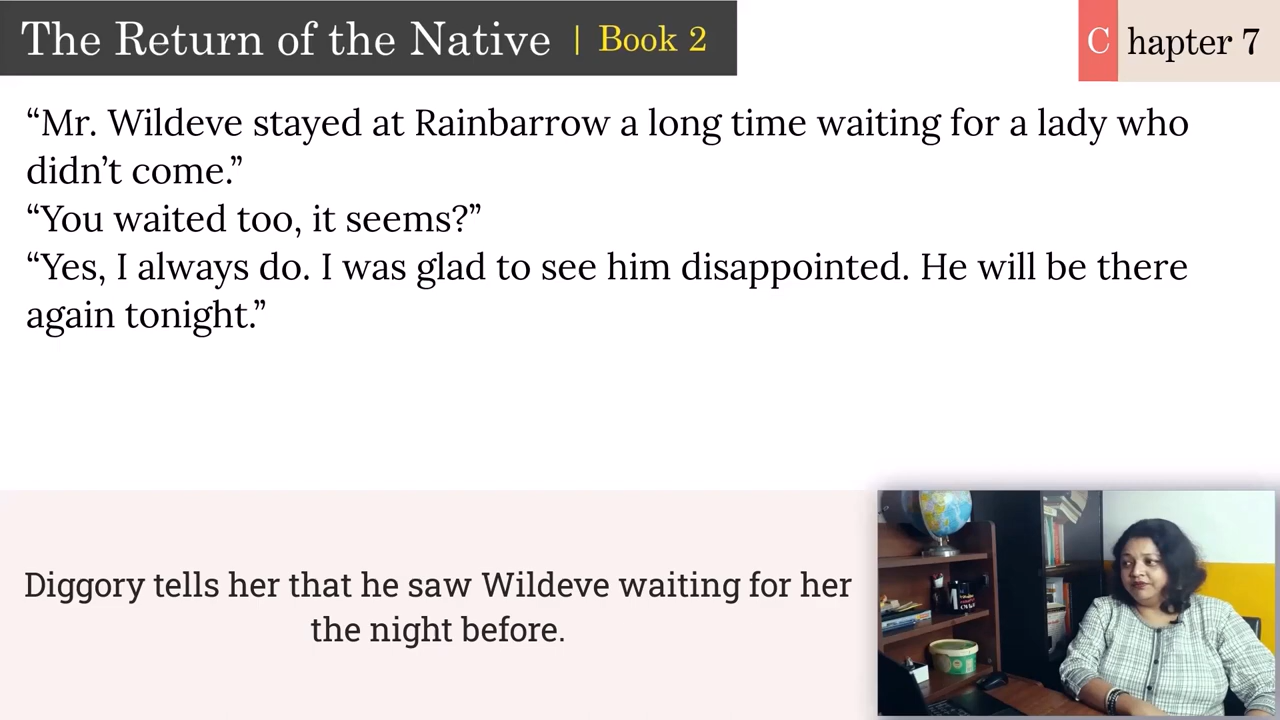 The Return of the Native | Book 2
Chapter 7
“Mr. Wildeve stayed at Rainbarrow a long time waiting for a lady who
didn’t come.”
“You waited too, it seems?”
“Yes, I always do. I was glad to see him disappointed. He will be there
again tonight.”
Diggory tells her that he saw Wildeve waiting for her
the night before.